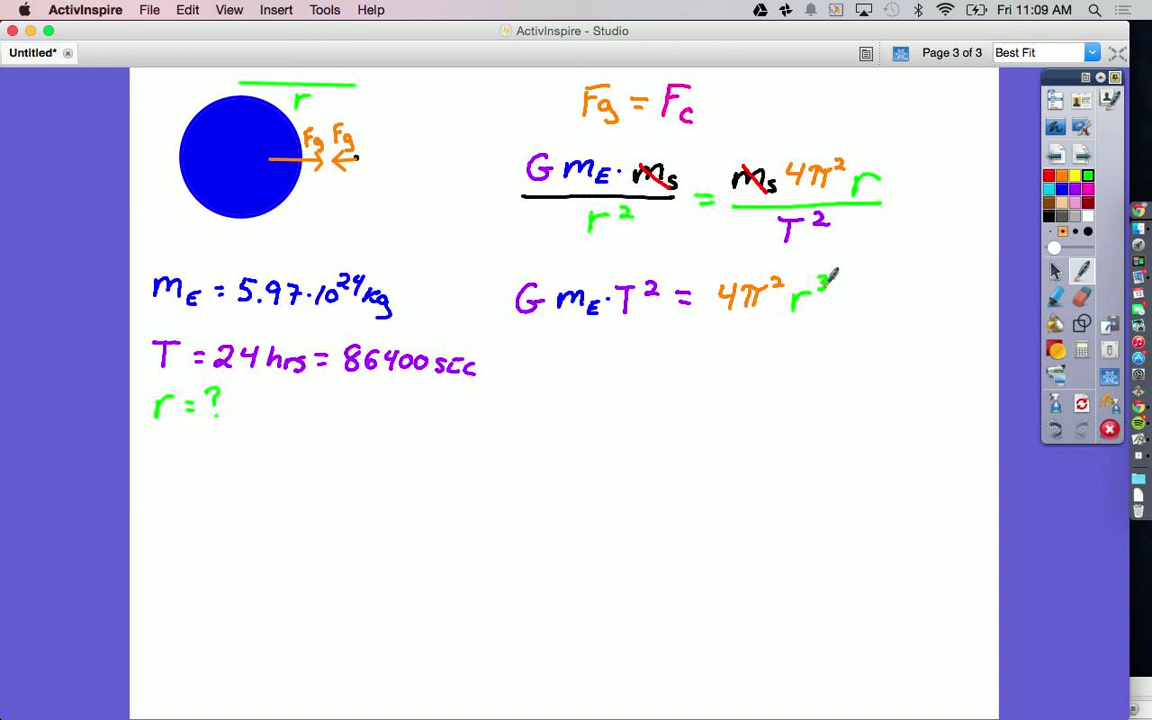 ActivInspire File Edit View Insert Tools Help Fri 11:09 AM
ActivInspire - Studio
Untitled* Page 3 of 3 Best Fit
r
Fg Fg
Fg = Fc
G mE · ms / r² = ms 4π² r / T²
mE = 5.97·10²⁴kg
G mE · T² = 4π² r³
T = 24 hrs = 86400 sec
r = ?